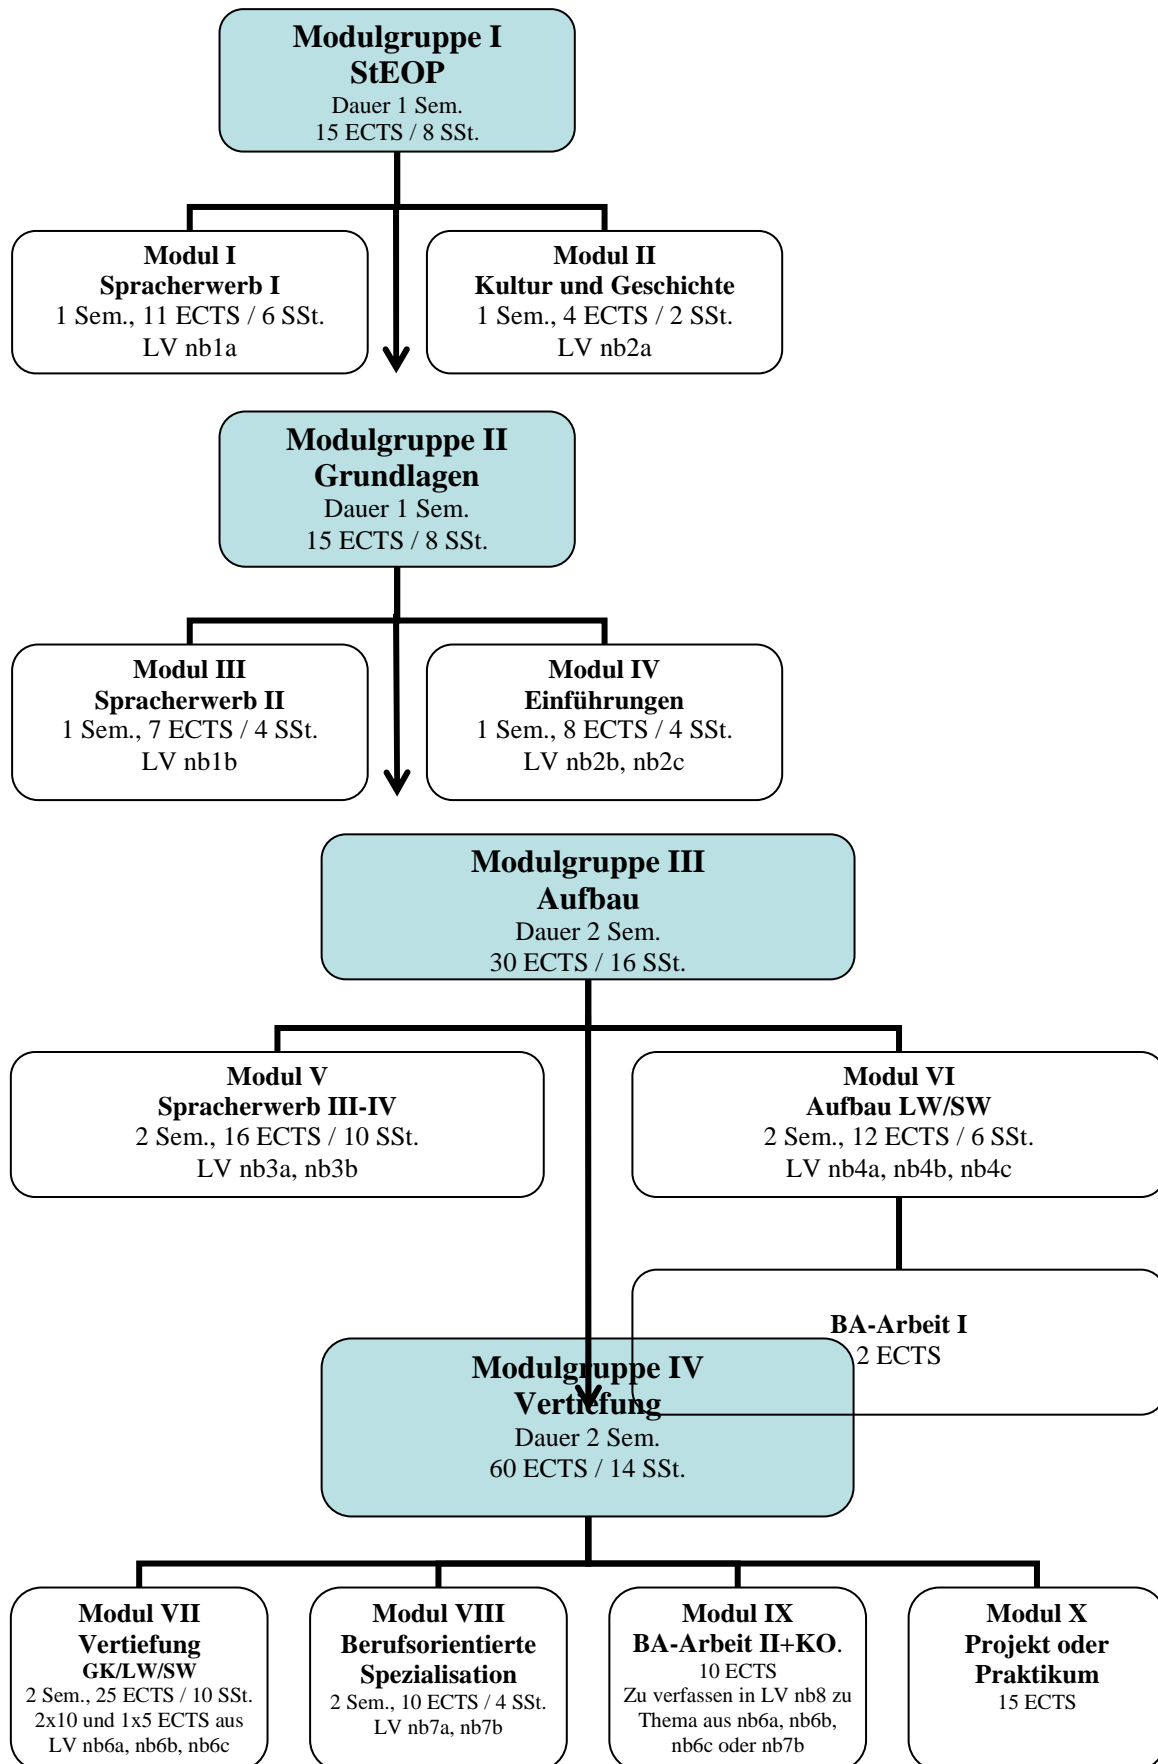 Modulgruppe I
StEOP
Dauer 1 Sem.
15 ECTS / 8 SSt.
Modul I
Spracherwerb I
1 Sem., 11 ECTS / 6 SSt.
LV nb1a
Modul II
Kultur und Geschichte
1 Sem., 4 ECTS / 2 SSt.
LV nb2a
Modulgruppe II
Grundlagen
Dauer 1 Sem.
15 ECTS / 8 SSt.
Modul III
Spracherwerb II
1 Sem., 7 ECTS / 4 SSt.
LV nb1b
Modul IV
Einführungen
1 Sem., 8 ECTS / 4 SSt.
LV nb2b, nb2c
Modulgruppe III
Aufbau
Dauer 2 Sem.
30 ECTS / 16 SSt.
Modul V
Spracherwerb III-IV
2 Sem., 16 ECTS / 10 SSt.
LV nb3a, nb3b
Modul VI
Aufbau LW/SW
2 Sem., 12 ECTS / 6 SSt.
LV nb4a, nb4b, nb4c
BA-Arbeit I
2 ECTS
Modulgruppe IV
Vertiefung
Dauer 2 Sem.
60 ECTS / 14 SSt.
Modul VII
Vertiefung
GK/LW/SW
2 Sem., 25 ECTS / 10 SSt.
2x10 und 1x5 ECTS aus
LV nb6a, nb6b, nb6c
Modul VIII
Berufsorientierte
Spezialisation
2 Sem., 10 ECTS / 4 SSt.
LV nb7a, nb7b
Modul IX
BA-Arbeit II+KO.
10 ECTS
Zu verfassen in LV nb8 zu
Thema aus nb6a, nb6b,
nb6c oder nb7b
Modul X
Projekt oder
Praktikum
15 ECTS